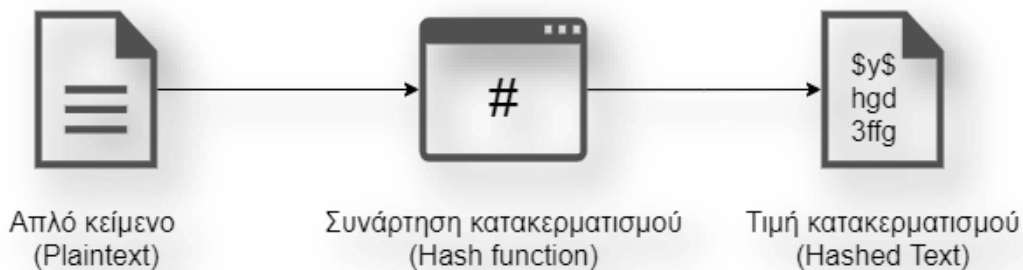 #
$y$
hgd
3ffg
Απλό κείμενο
(Plaintext)
Συνάρτηση κατακερματισμού
(Hash function)
Τιμή κατακερματισμού
(Hashed Text)